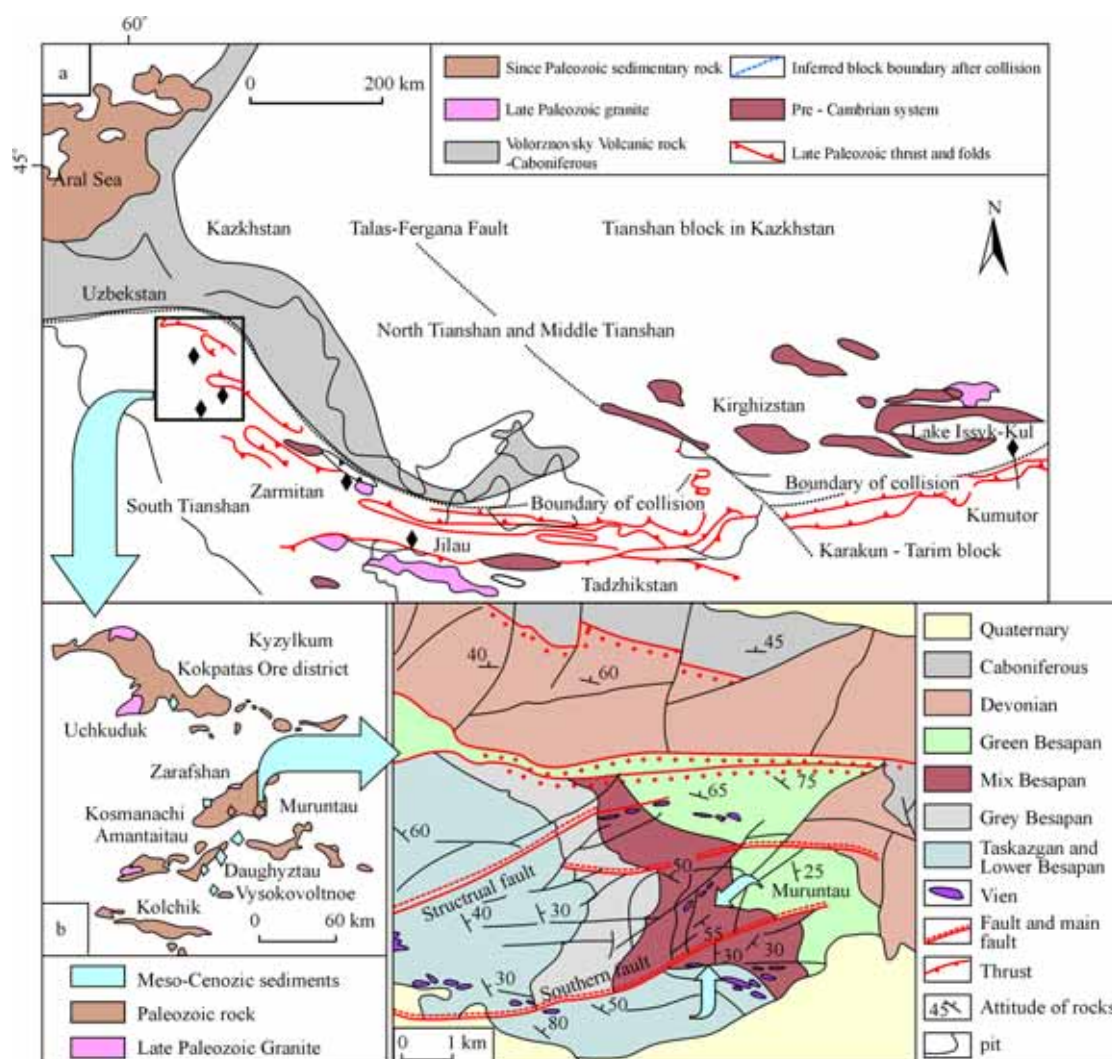 60°
a
45°
0 200 km
Since Paleozoic sedimentary rock
Late Paleozoic granite
Volorznovsky Volcanic rock
-Caboniferous
Inferred block boundary after collision
Pre - Cambrian system
Late Paleozoic thrust and folds
Aral Sea
Kazkhstan
Talas-Fergana Fault
Tianshan block in Kazkhstan
N
Uzbekstan
North Tianshan and Middle Tianshan
Kirghizstan
Lake Issyk-Kul
Zarmitan
South Tianshan
Boundary of collision
Boundary of collision
Kumutor
Jilau
Karakun - Tarim block
Tadzhikstan
Kyzylkum
Kokpatas Ore district
Uchkuduk
Zarafshan
Kosmanachi
Muruntau
Amantaitau
Daughyztau
Vysokovoltnoe
Kolchik
0 60 km
b
Meso-Cenozic sediments
Paleozoic rock
Late Paleozoic Granite
40
45
60
75
65
60
50
25
Muruntau
Structrual fault
40
30
55
30
30
30
Southern fault
50
80
0 1 km
Quaternary
Caboniferous
Devonian
Green Besapan
Mix Besapan
Grey Besapan
Taskazgan
and Lower Besapan
Vien
Fault and main
fault
Thrust
45 Attitude of rocks
pit